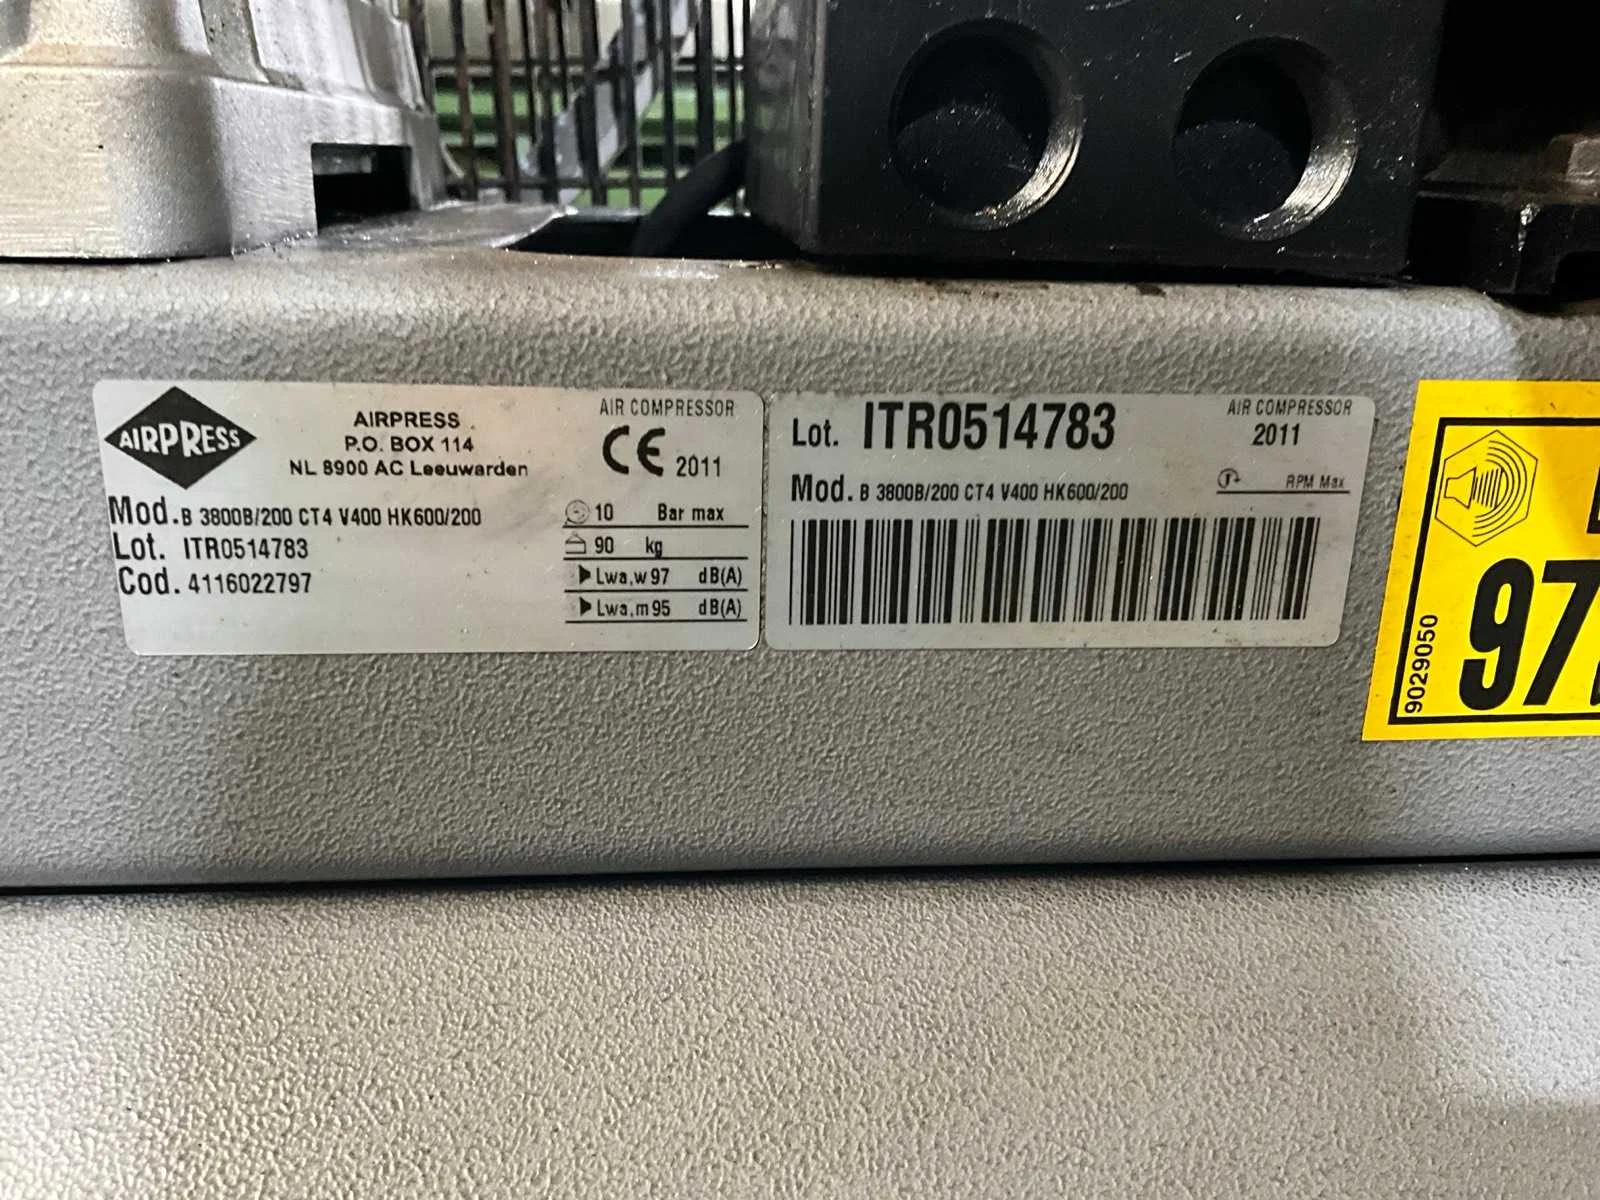 AIRPRESS
AIRPRESS
P.O. BOX 114
NL 8900 AC Leeuwarden
AIR COMPRESSOR
CE 2011
Mod. B 3800B/200 CT4 V400 HK600/200
Lot. ITR0514783
Cod. 4116022797
10 Bar max
90 kg
Lwa,w 97 dB(A)
Lwa,m 95 dB(A)
Lot. ITR0514783
AIR COMPRESSOR
2011
Mod. B 3800B/200 CT4 V400 HK600/200
RPM Max
9029050
97